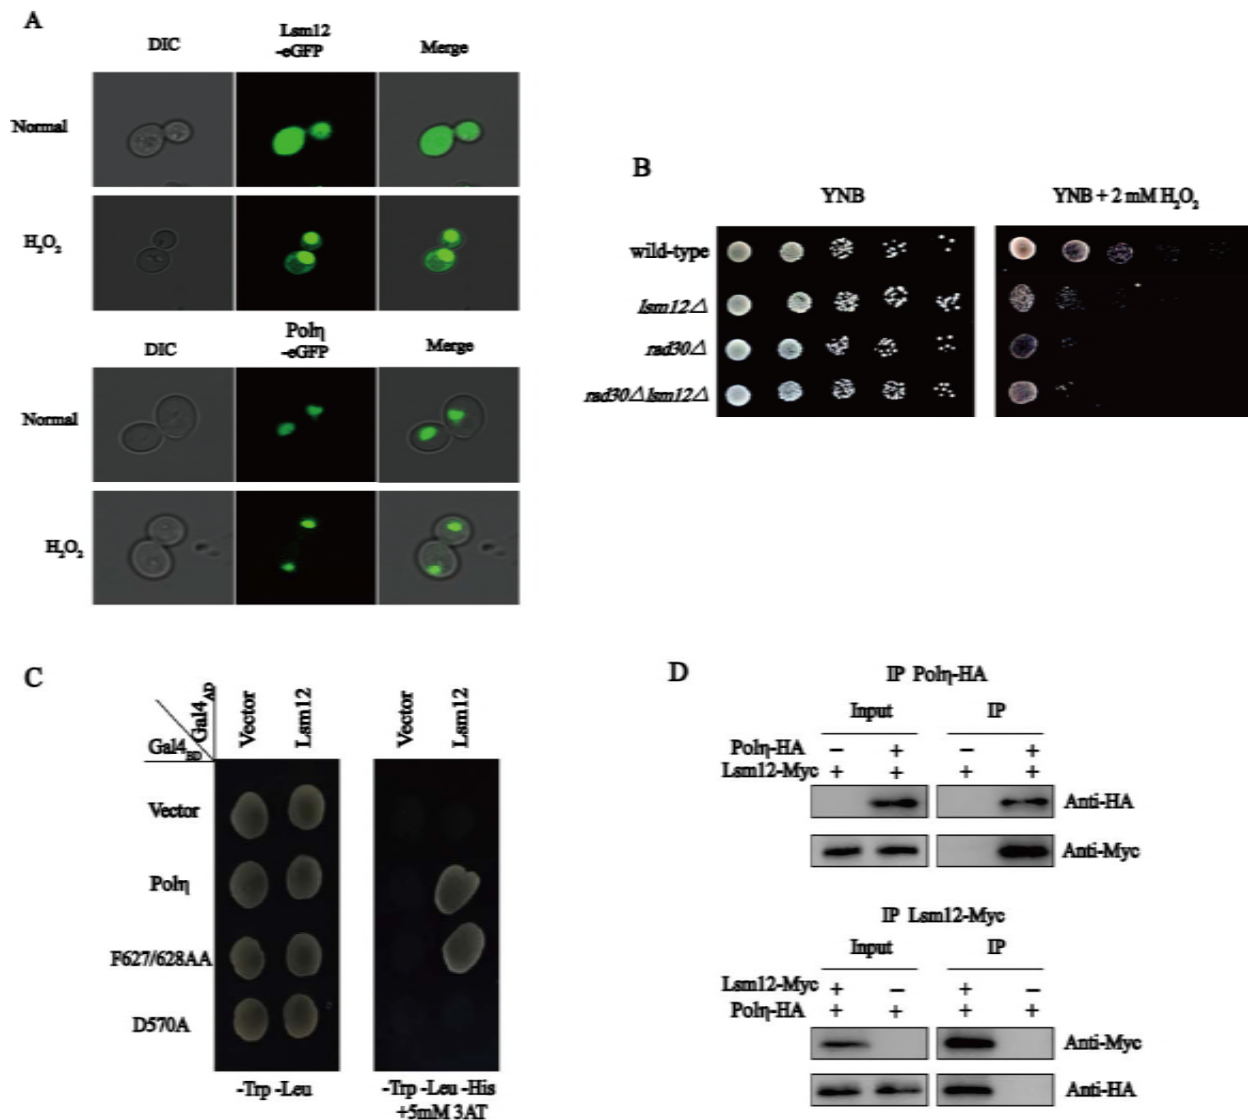 A
DIC
Lsm12
-eGFP
Merge
Normal
H₂O₂
DIC
Polη
-eGFP
Merge
Normal
H₂O₂
B
YNB
YNB + 2 mM H₂O₂
wild-type
lsm12Δ
rad30Δ
rad30Δlsm12Δ
C
Gal4AD
Gal4BD
Vector
Lsm12
Vector
Lsm12
Vector
Polη
F627/628AA
D570A
-Trp -Leu
-Trp -Leu -His
+5mM 3AT
D
IP Polη-HA
Input
IP
Polη-HA − + − +
Lsm12-Myc + + + +
Anti-HA
Anti-Myc
IP Lsm12-Myc
Input
IP
Lsm12-Myc + − + −
Polη-HA + + + +
Anti-Myc
Anti-HA